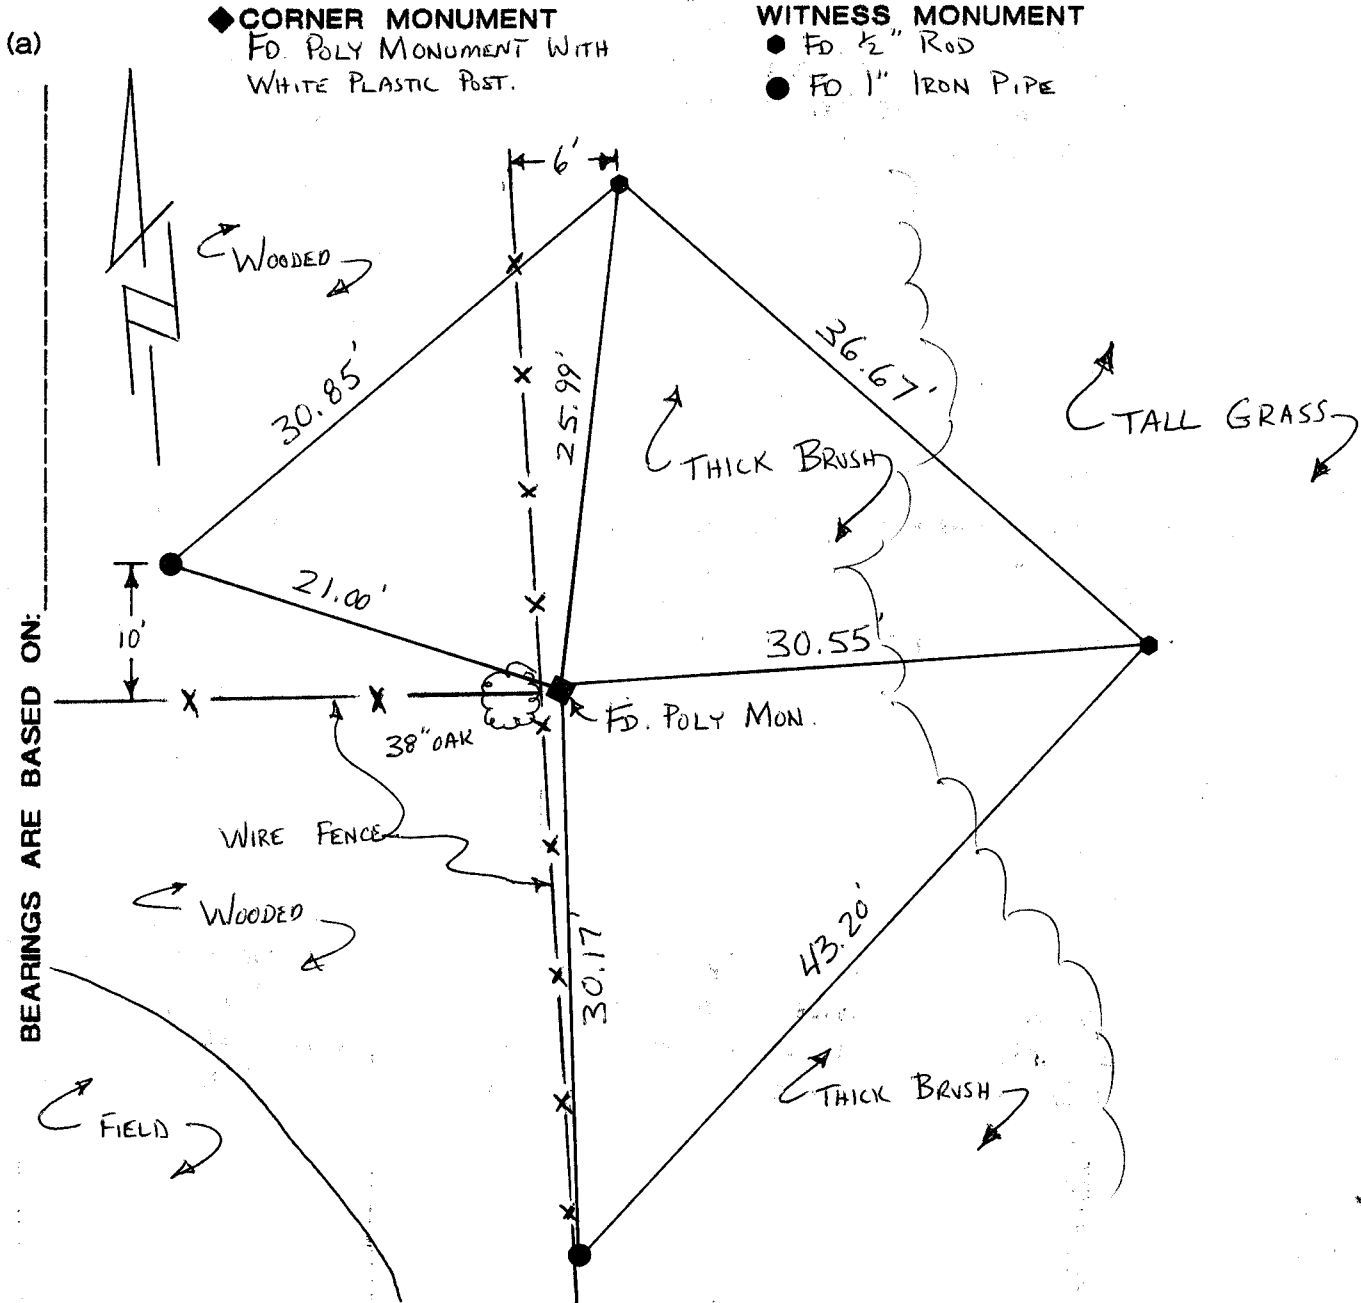 (a)
◆ CORNER MONUMENT
FD. POLY MONUMENT WITH
WHITE PLASTIC POST.
WITNESS MONUMENT
FD. 1/2" ROD
FD. 1" IRON PIPE
6'
WOODED
30.85'
25.99'
36.67'
TALL GRASS
THICK BRUSH
21.00'
10'
30.55'
FD. POLY MON.
38" OAK
BEARINGS ARE BASED ON:
WIRE FENCE
WOODED
30.17'
43.20'
THICK BRUSH
FIELD